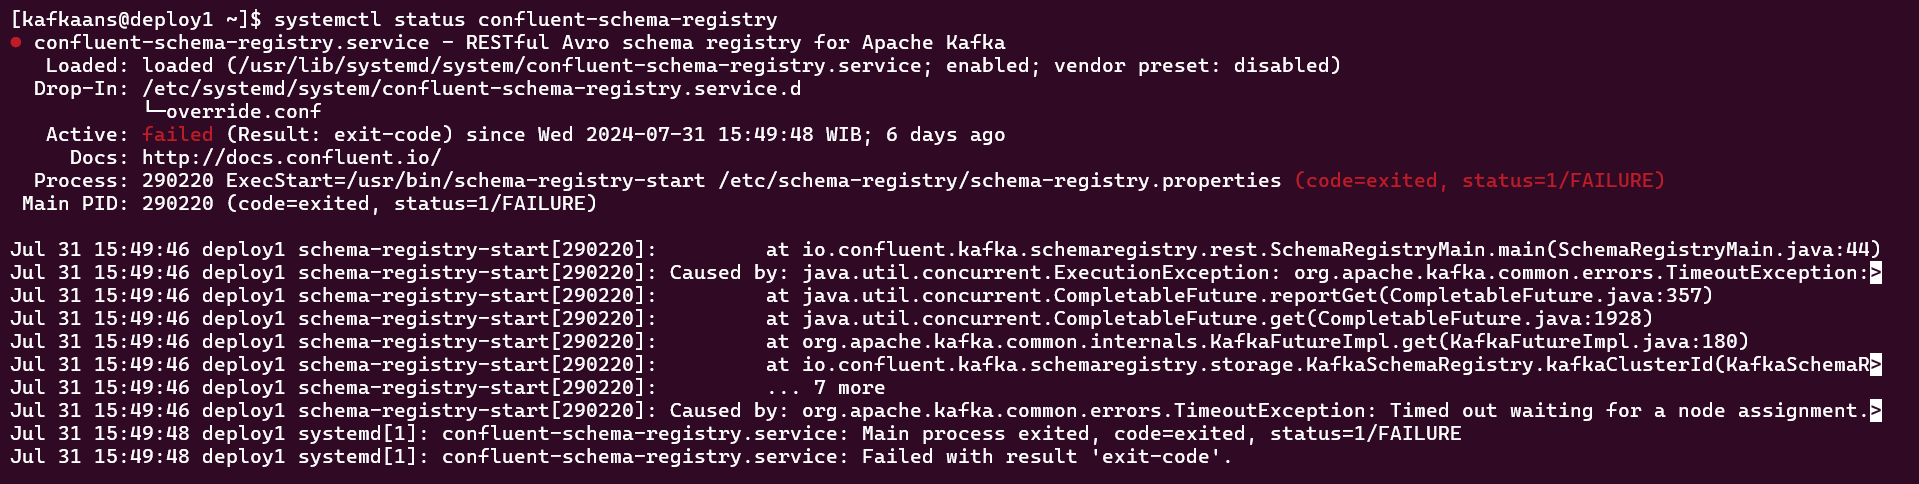 [kafkaans@deploy1 ~]$ systemctl status confluent-schema-registry
● confluent-schema-registry.service - RESTful Avro schema registry for Apache Kafka
   Loaded: loaded (/usr/lib/systemd/system/confluent-schema-registry.service; enabled; vendor preset: disabled)
  Drop-In: /etc/systemd/system/confluent-schema-registry.service.d
           └─override.conf
   Active: failed (Result: exit-code) since Wed 2024-07-31 15:49:48 WIB; 6 days ago
     Docs: http://docs.confluent.io/
  Process: 290220 ExecStart=/usr/bin/schema-registry-start /etc/schema-registry/schema-registry.properties (code=exited, status=1/FAILURE)
 Main PID: 290220 (code=exited, status=1/FAILURE)

Jul 31 15:49:46 deploy1 schema-registry-start[290220]:         at io.confluent.kafka.schemaregistry.rest.SchemaRegistryMain.main(SchemaRegistryMain.java:44)
Jul 31 15:49:46 deploy1 schema-registry-start[290220]: Caused by: java.util.concurrent.ExecutionException: org.apache.kafka.common.errors.TimeoutException:>
Jul 31 15:49:46 deploy1 schema-registry-start[290220]:         at java.util.concurrent.CompletableFuture.reportGet(CompletableFuture.java:357)
Jul 31 15:49:46 deploy1 schema-registry-start[290220]:         at java.util.concurrent.CompletableFuture.get(CompletableFuture.java:1928)
Jul 31 15:49:46 deploy1 schema-registry-start[290220]:         at org.apache.kafka.common.internals.KafkaFutureImpl.get(KafkaFutureImpl.java:180)
Jul 31 15:49:46 deploy1 schema-registry-start[290220]:         at io.confluent.kafka.schemaregistry.storage.KafkaSchemaRegistry.kafkaClusterId(KafkaSchemaR>
Jul 31 15:49:46 deploy1 schema-registry-start[290220]:         ... 7 more
Jul 31 15:49:46 deploy1 schema-registry-start[290220]: Caused by: org.apache.kafka.common.errors.TimeoutException: Timed out waiting for a node assignment.>
Jul 31 15:49:48 deploy1 systemd[1]: confluent-schema-registry.service: Main process exited, code=exited, status=1/FAILURE
Jul 31 15:49:48 deploy1 systemd[1]: confluent-schema-registry.service: Failed with result 'exit-code'.